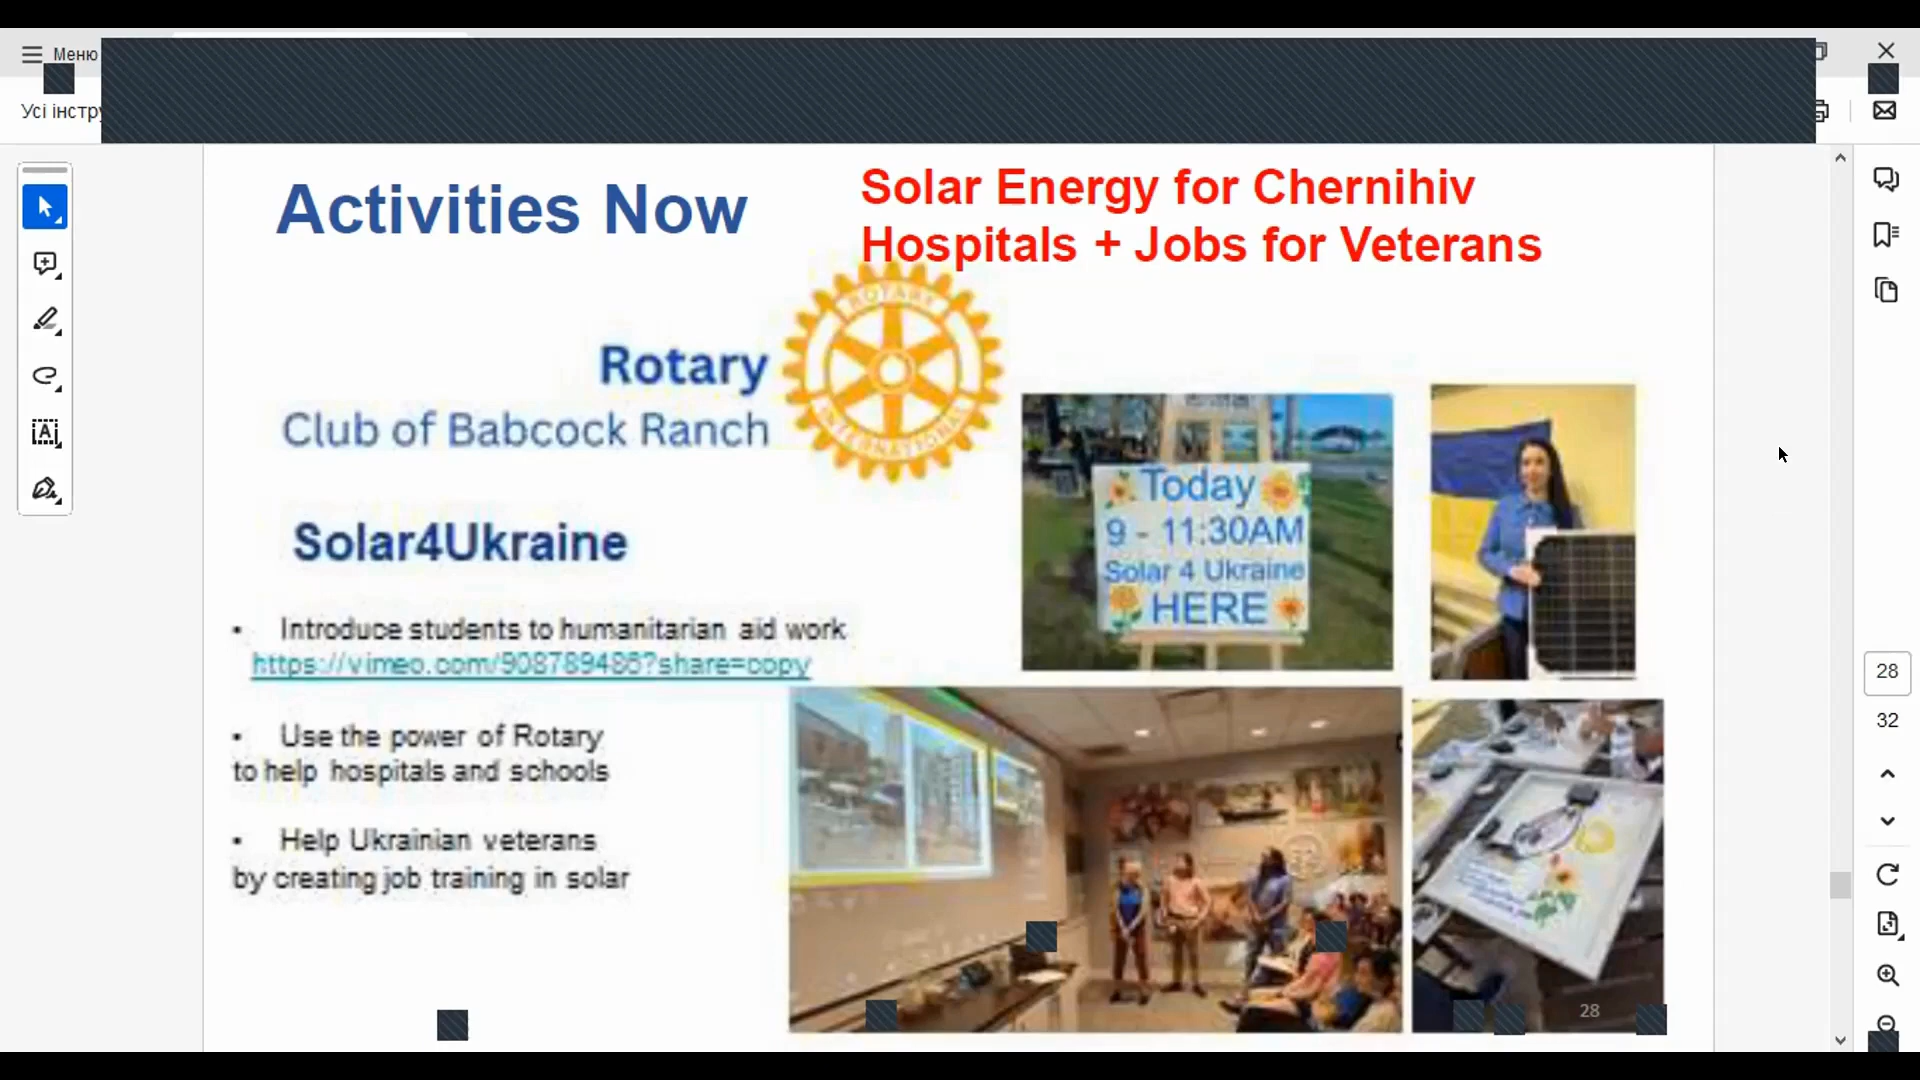 Меню
Усі інстру
Activities Now
Solar Energy for Chernihiv
Hospitals + Jobs for Veterans
Rotary
Club of Babcock Ranch
ROTARY
INTERNATIONAL
Solar4Ukraine
• Introduce students to humanitarian aid work
https://vimeo.com/908789486?share=copy
• Use the power of Rotary
to help hospitals and schools
• Help Ukrainian veterans
by creating job training in solar
Today
9 - 11:30AM
Solar 4 Ukraine
HERE
28
28
32